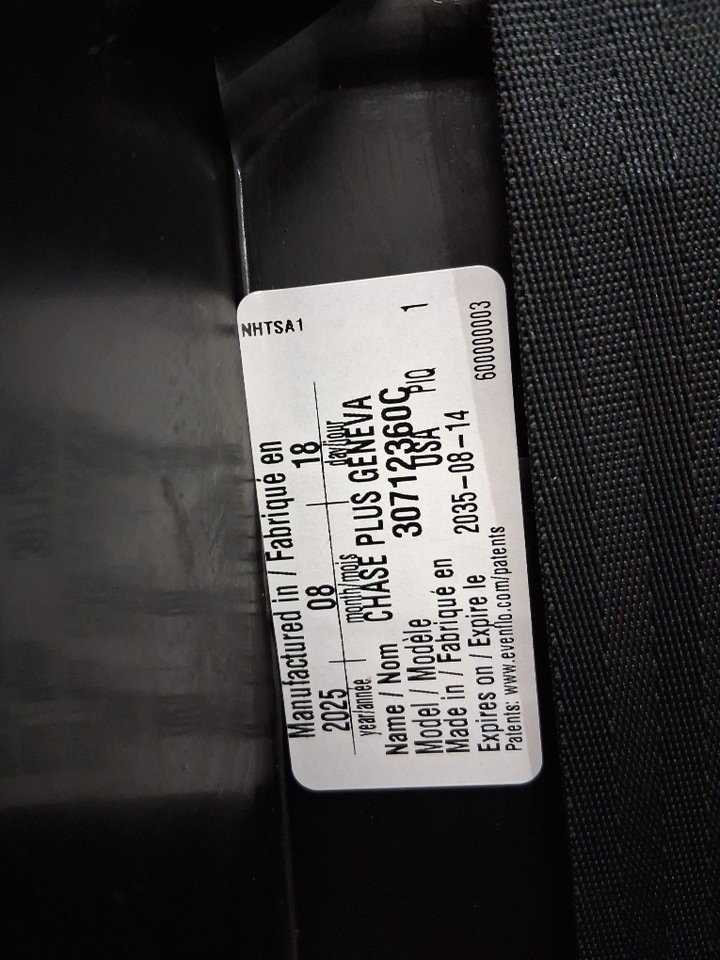 NHTSA1
Manufactured in / Fabriqué en
2025 08 18
year/année month/mois day/jour
Name / Nom CHASE PLUS GENEVA
Model / Modèle 30712360C 1
Made in / Fabriqué en USA PIQ
Expires on / Expire le 2035-08-14
Patents: www.evenflo.com/patents 600000003